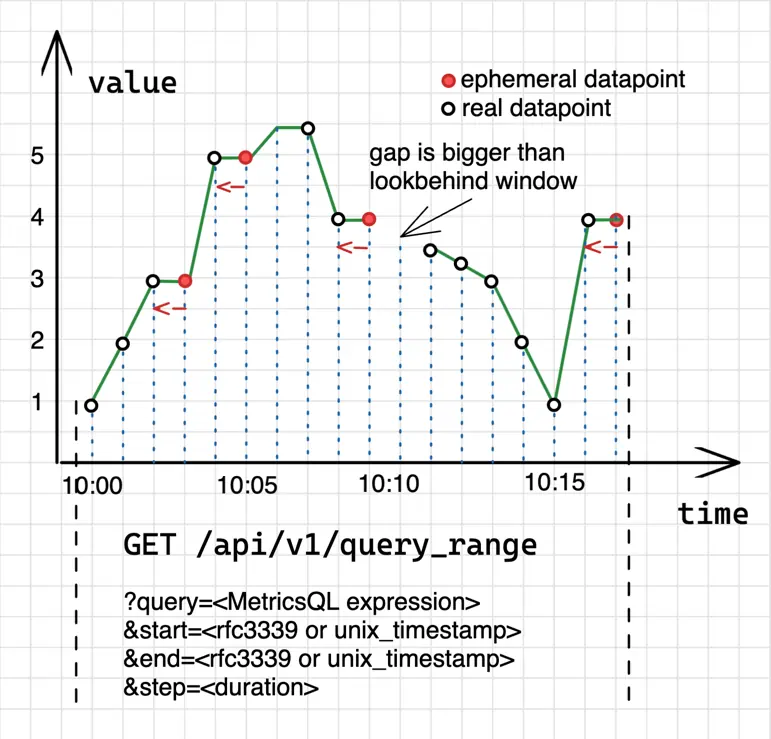 value
ephemeral datapoint
real datapoint
gap is bigger than
lookbehind window
5
4
3
2
1
10:00
10:05
10:10
10:15
time
GET /api/v1/query_range
?query=<MetricsQL expression>
&start=<rfc3339 or unix_timestamp>
&end=<rfc3339 or unix_timestamp>
&step=<duration>